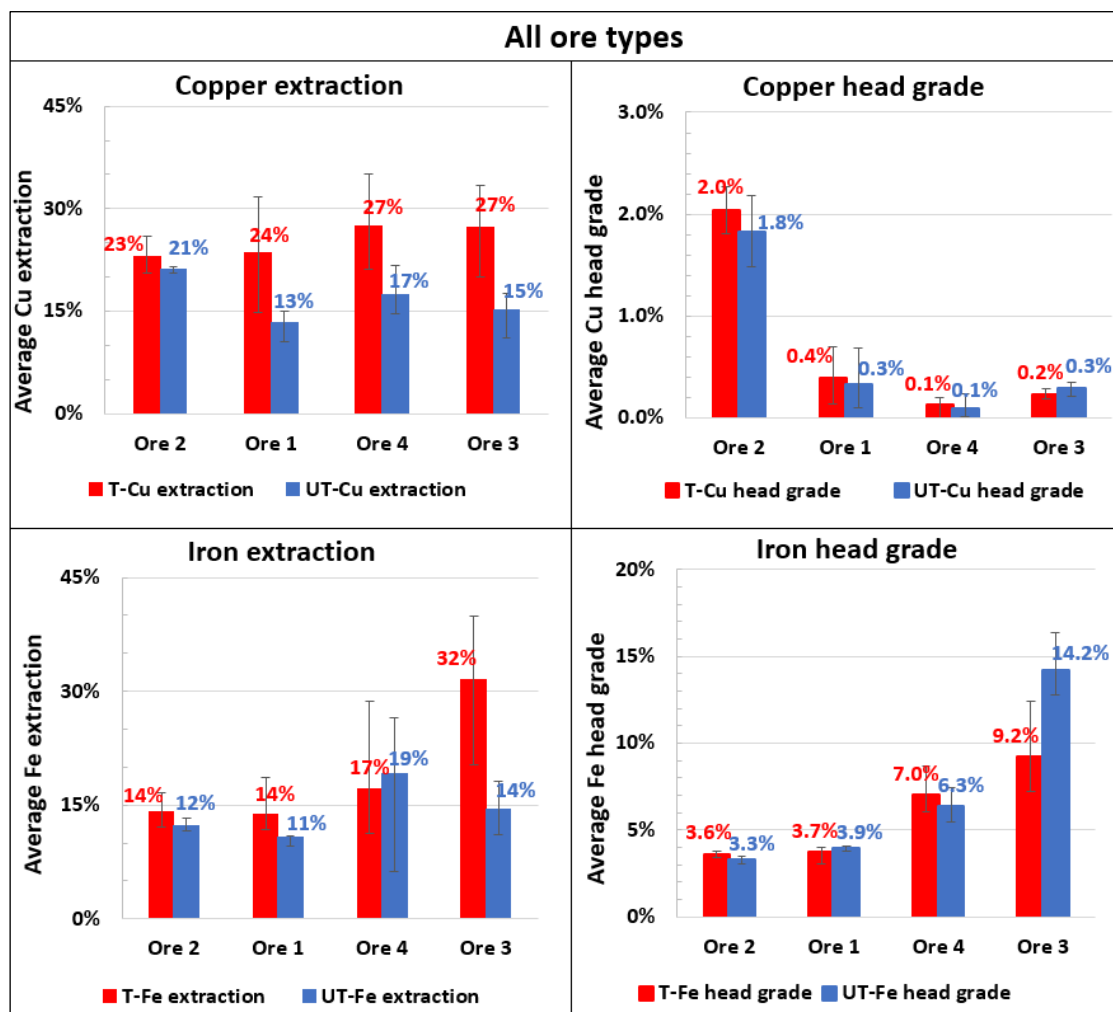 All ore types
Copper extraction
Average Cu extraction
45%
30%
15%
0%
23%
21%
24%
13%
27%
17%
27%
15%
Ore 2 Ore 1 Ore 4 Ore 3
T-Cu extraction UT-Cu extraction
Copper head grade
Average Cu head grade
3.0%
2.0%
1.0%
0.0%
2.0%
1.8%
0.4%
0.3%
0.1%
0.1%
0.2%
0.3%
Ore 2 Ore 1 Ore 4 Ore 3
T-Cu head grade UT-Cu head grade
Iron extraction
Average Fe extraction
45%
30%
15%
0%
14%
12%
14%
11%
17%
19%
32%
14%
Ore 2 Ore 1 Ore 4 Ore 3
T-Fe extraction UT-Fe extraction
Iron head grade
Average Fe head grade
20%
15%
10%
5%
0%
3.6%
3.3%
3.7%
3.9%
7.0%
6.3%
9.2%
14.2%
Ore 2 Ore 1 Ore 4 Ore 3
T-Fe head grade UT-Fe head grade